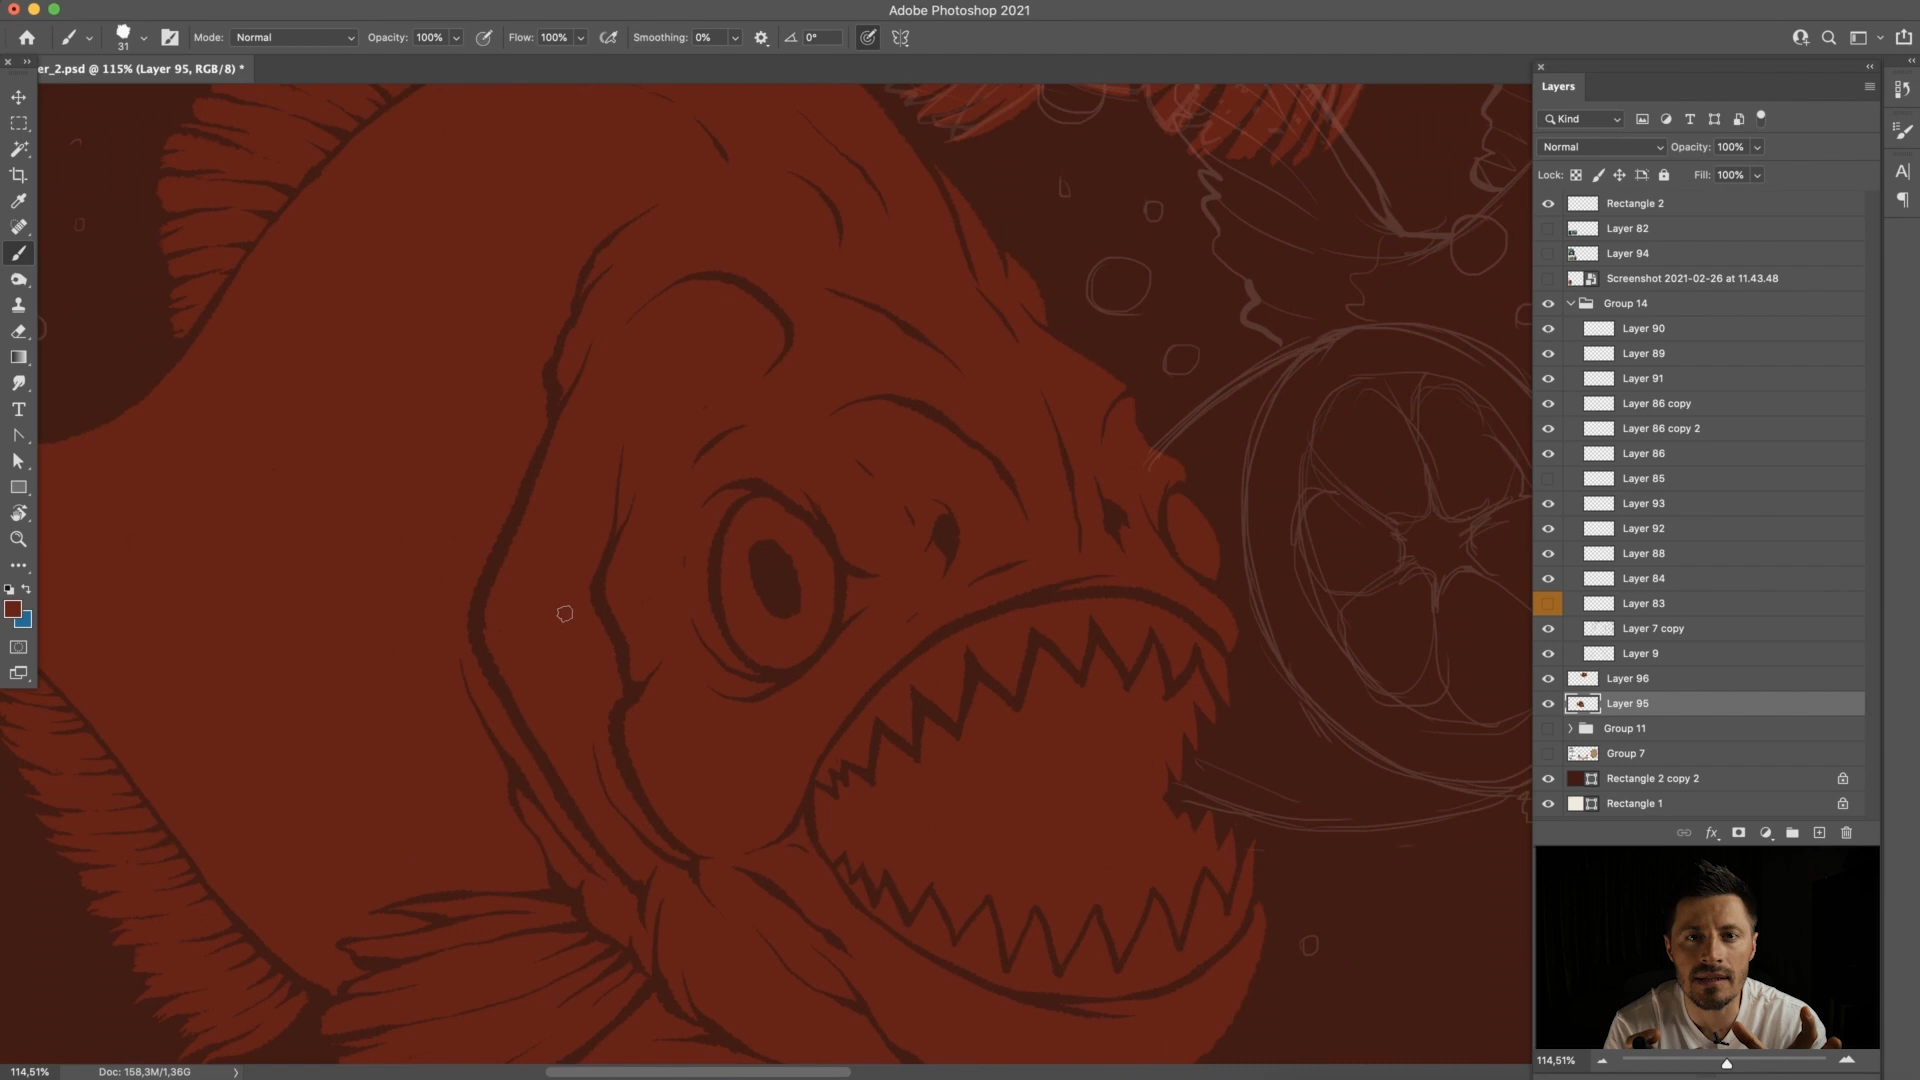 Adobe Photoshop 2021
31 Mode: Normal Opacity: 100% Flow: 100% Smoothing: 0% 0°
er_2.psd @ 115% (Layer 95, RGB/8) *
Layers
Kind
Normal Opacity: 100%
Lock: Fill: 100%
Rectangle 2
Layer 82
Layer 94
Screenshot 2021-02-26 at 11.43.48
Group 14
Layer 90
Layer 89
Layer 91
Layer 86 copy
Layer 86 copy 2
Layer 86
Layer 85
Layer 93
Layer 92
Layer 88
Layer 84
Layer 83
Layer 7 copy
Layer 9
Layer 96
Layer 95
Group 11
Group 7
Rectangle 2 copy 2
Rectangle 1
fx
114,51%
114,51% Doc: 158,3M/1,36G